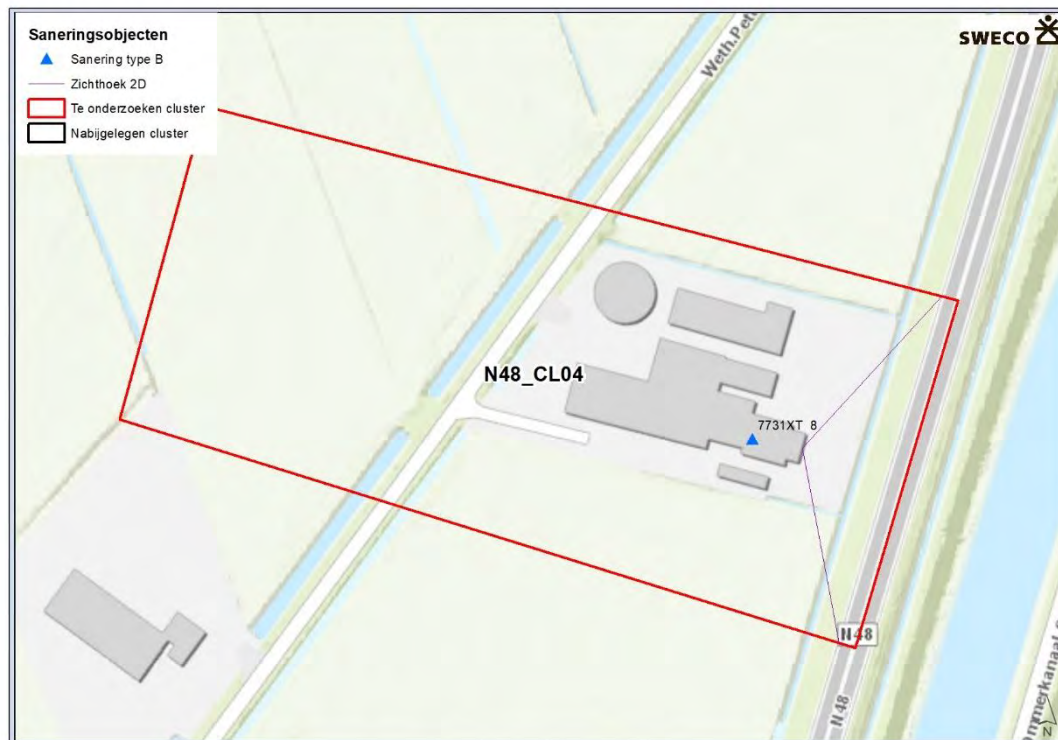 Saneringsobjecten
Sanering type B
Zichthoek 2D
Te onderzoeken cluster
Nabijgelegen cluster
SWECO
N48_CL04
7731XT 8
N48
N48
N